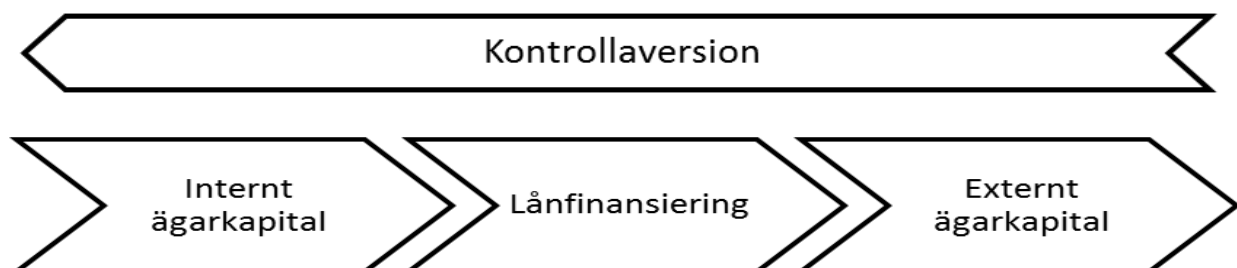 Kontrollaversion
Internt
ägarkapital
Lånfinansiering
Externt
ägarkapital